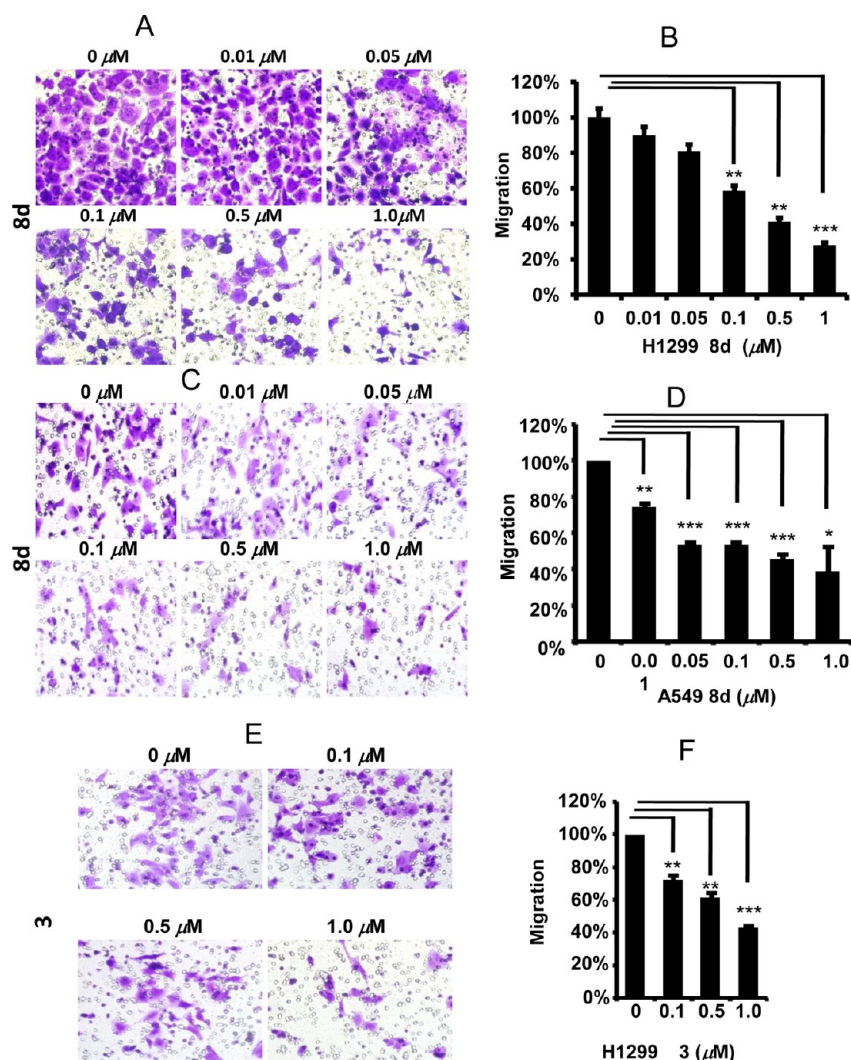 A
0 μM 0.01 μM 0.05 μM
8d
0.1 μM 0.5 μM 1.0μM
B
120%
100%
80%
60%
40%
20%
0%
Migration
** ** ***
0 0.01 0.05 0.1 0.5 1
H1299 8d (μM)
C
0 μM 0.01 μM 0.05 μM
8d
0.1 μM 0.5 μM 1.0 μM
D
120%
100%
80%
60%
40%
20%
0%
Migration
** *** *** *** *
0 0.0 0.05 0.1 0.5 1.0
1
A549 8d (μM)
E
0 μM 0.1 μM
3
0.5 μM 1.0 μM
F
120%
100%
80%
60%
40%
20%
0%
Migration
** ** ***
0 0.1 0.5 1.0
H1299 3 (μM)